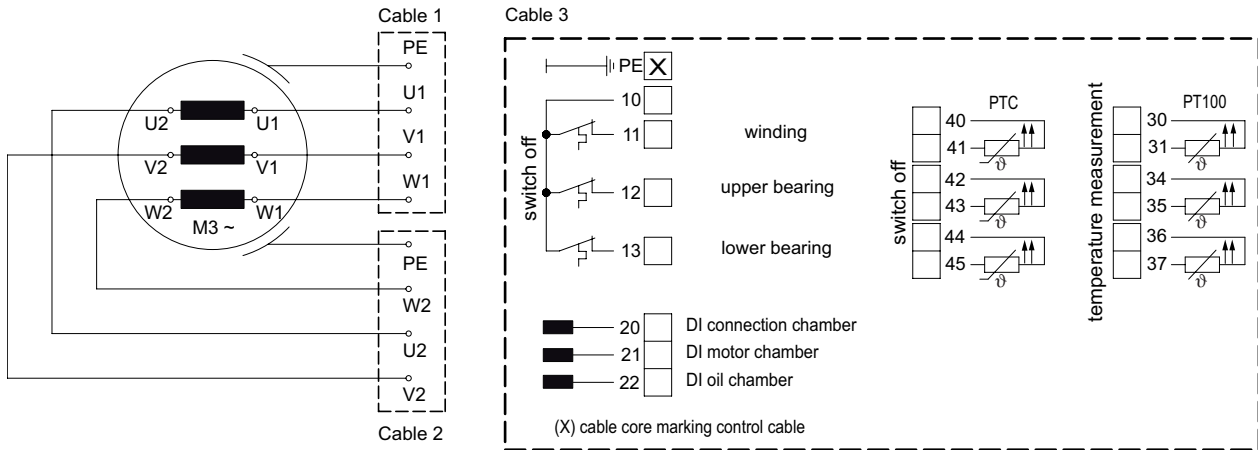 Cable 1
PE
U1
V1
W1
U2
U1
V2
V1
W2
W1
M3 ~
PE
W2
U2
V2
Cable 2
Cable 3
PE X
switch off
10
11 winding
12 upper bearing
13 lower bearing
20 DI connection chamber
21 DI motor chamber
22 DI oil chamber
(X) cable core marking control cable
switch off
PTC
40
41
ϑ
42
43
ϑ
44
45
ϑ
temperature measurement
PT100
30
31
ϑ
34
35
ϑ
36
37
ϑ